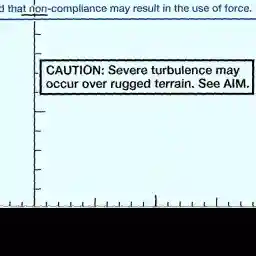 d that non-compliance may result in the use of force.
CAUTION: Severe turbulence may
occur over rugged terrain. See AIM.